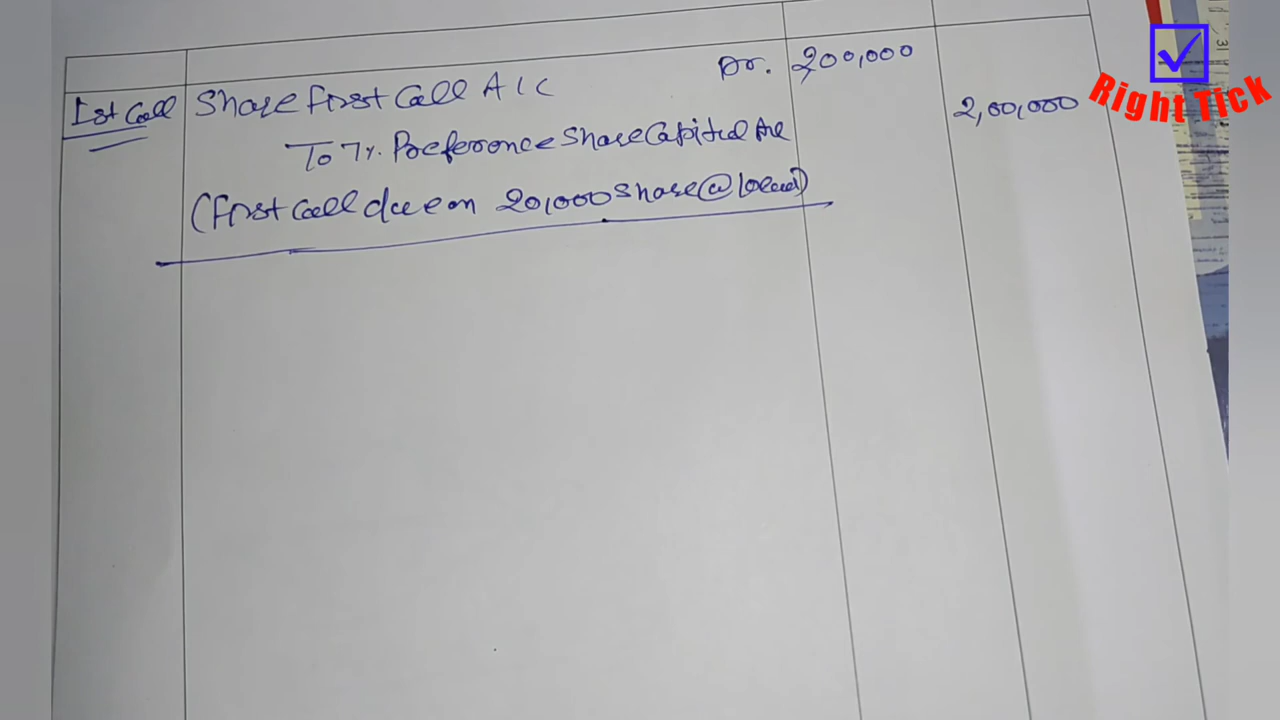 Ist Call Share first Call A/C Dr. 200,000
To 7%. Preference Share Capital A/c 2,00,000
(First Call due on 20,000 Share @ 10 each)
Right Tick